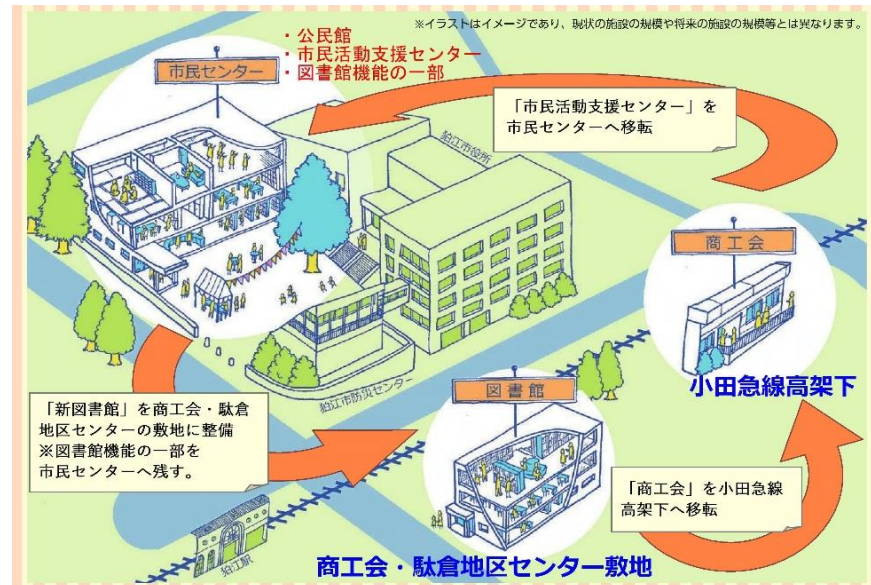 ※イラストはイメージであり、現状の施設の規模や将来の施設の規模等とは異なります。
・公民館
・市民活動支援センター
・図書館機能の一部
市民センター
「市民活動支援センター」を
市民センターへ移転
狛江市役所
商工会
小田急線高架下
狛江市防災センター
図書館
「新図書館」を商工会・駄倉
地区センターの敷地に整備
※図書館機能の一部を
市民センターへ残す。
「商工会」を小田急線
高架下へ移転
狛江駅
商工会・駄倉地区センター敷地